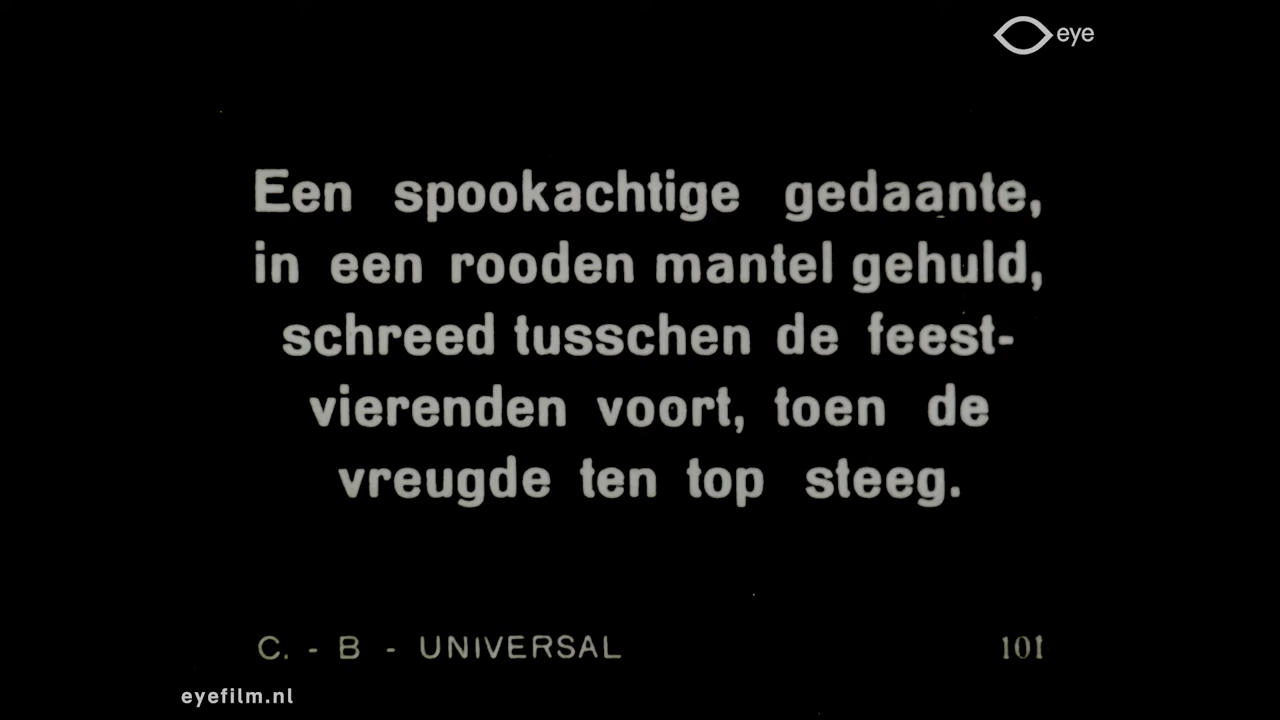 eye
Een spookachtige gedaante,
in een rooden mantel gehuld,
schreed tusschen de feest-
vierenden voort, toen de
vreugde ten top steeg.
C. - B - UNIVERSAL 101
eyefilm.nl